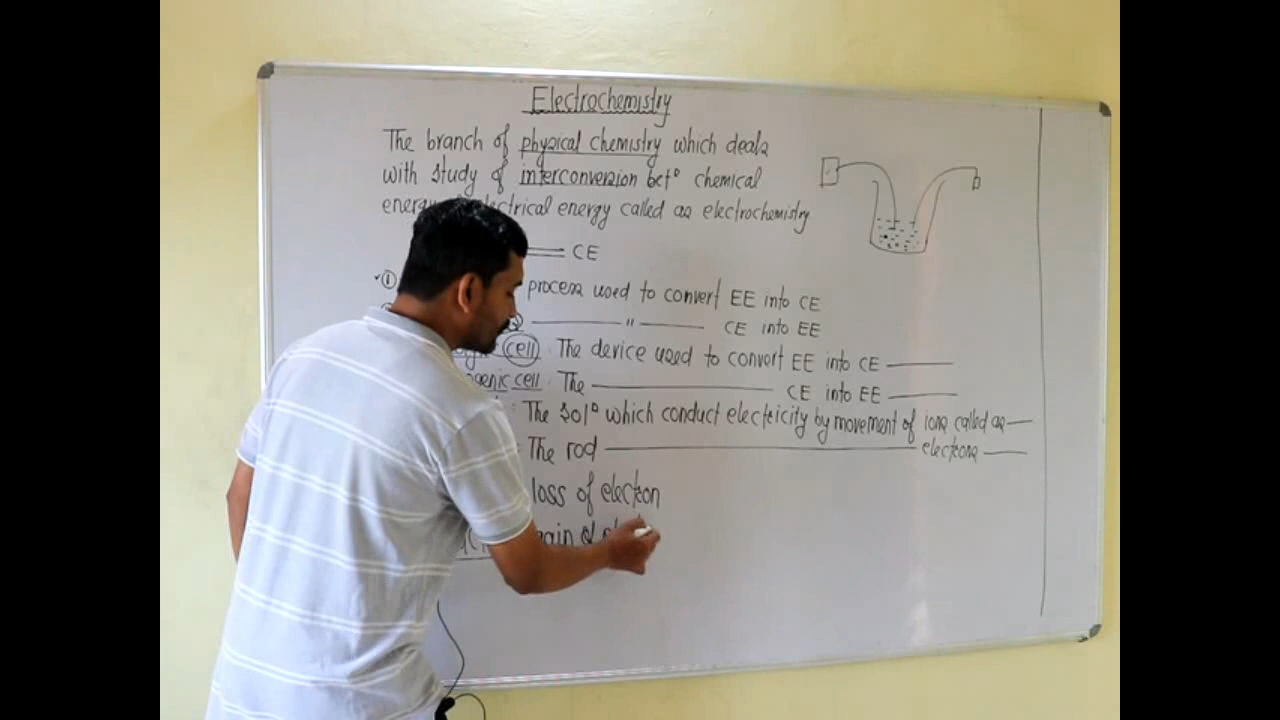 Electrochemistry
The branch of physical chemistry which deals
with study of interconversion betⁿ chemical
energy & electrical energy called as electrochemistry
CE
① process used to convert EE into CE
——— " ——— CE into EE
cell : The device used to convert EE into CE ———
cell : The ——— CE into EE ———
: The solⁿ which conduct electricity by movement of ions called as —
: The rod ——— electrons ——
loss of electron
gain of